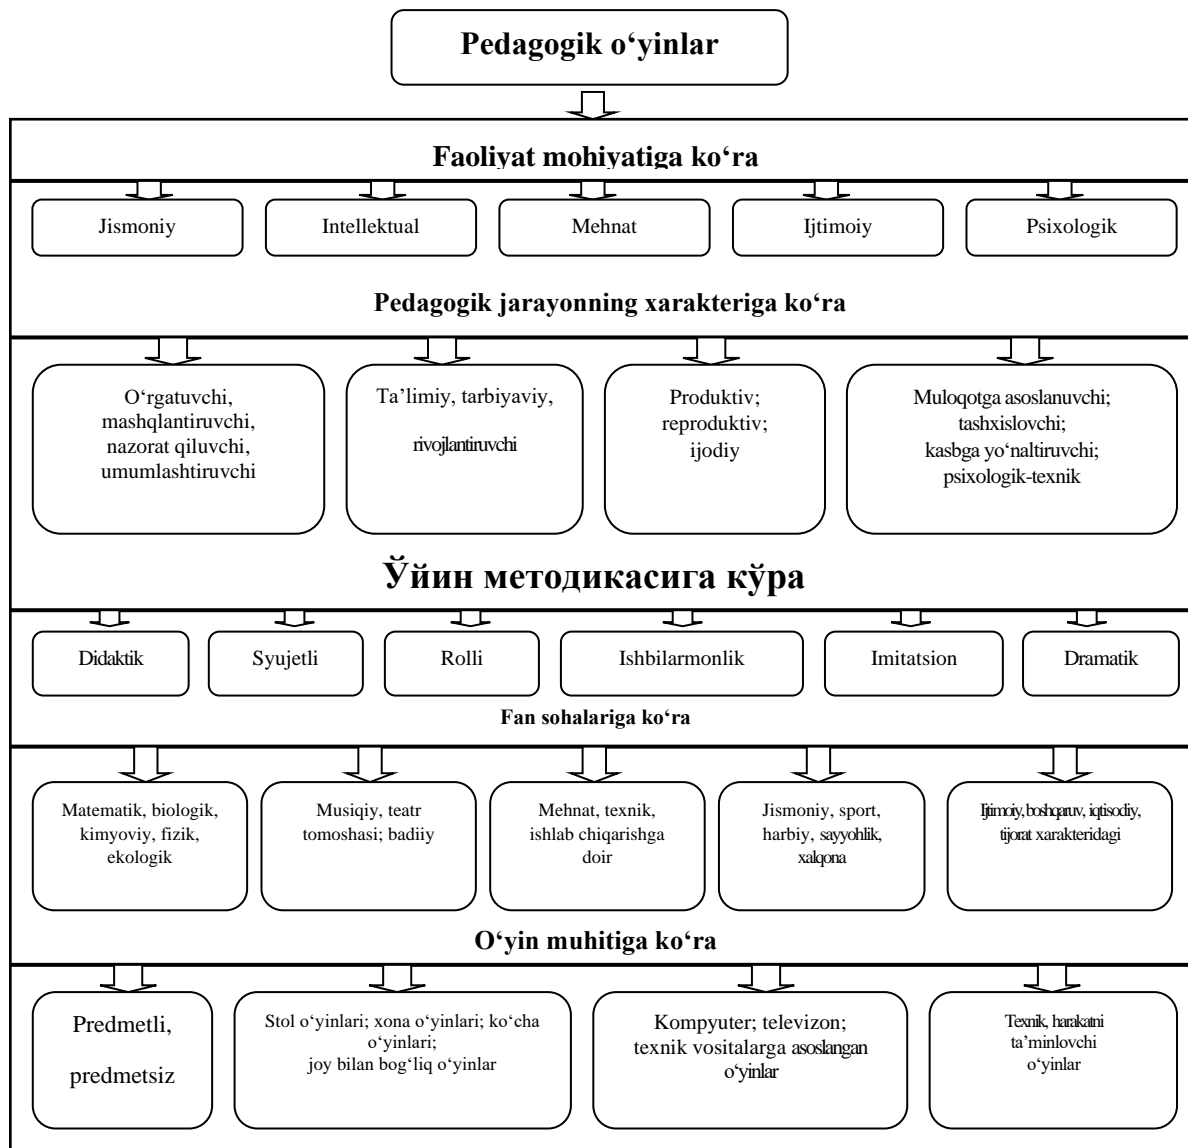 Pedagogik o‘yinlar
Faoliyat mohiyatiga ko‘ra
Jismoniy
Intellektual
Mehnat
Ijtimoiy
Psixologik
Pedagogik jarayonning xarakteriga ko‘ra
O‘rgatuvchi,
mashqlantiruvchi,
nazorat qiluvchi,
umumlashtiruvchi
Ta’limiy, tarbiyaviy,
rivojlantiruvchi
Produktiv;
reproduktiv;
ijodiy
Muloqotga asoslanuvchi;
tashxislovchi;
kasbga yo‘naltiruvchi;
psixologik-texnik
Ўйин методикасига кўра
Didaktik
Syujetli
Rolli
Ishbilarmonlik
Imitatsion
Dramatik
Fan sohalariga ko‘ra
Matematik, biologik,
kimyoviy, fizik,
ekologik
Musiqiy, teatr
tomoshasi; badiiy
Mehnat, texnik,
ishlab chiqarishga
doir
Jismoniy, sport,
harbiy, sayyohlik,
xalqona
Ijtimoiy, boshqaruv, iqtisodiy,
tijorat xarakteridagi
O‘yin muhitiga ko‘ra
Predmetli,
predmetsiz
Stol o‘yinlari; xona o‘yinlari; ko‘cha
o‘yinlari;
joy bilan bog‘liq o‘yinlar
Kompyuter; televizon;
texnik vositalarga asoslangan
o‘yinlar
Texnik, harakatni
ta’minlovchi
o‘yinlar